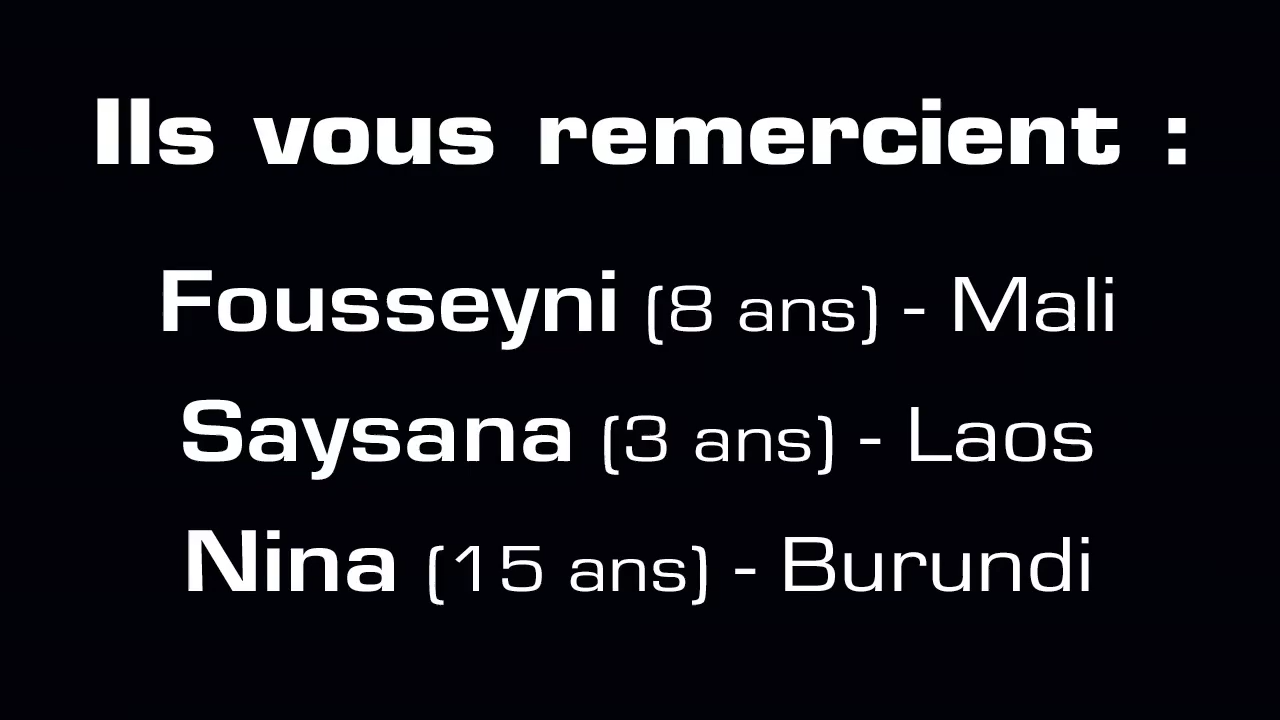 Ils vous remercient :
Fousseyni (8 ans) - Mali
Saysana (3 ans) - Laos
Nina (15 ans) - Burundi